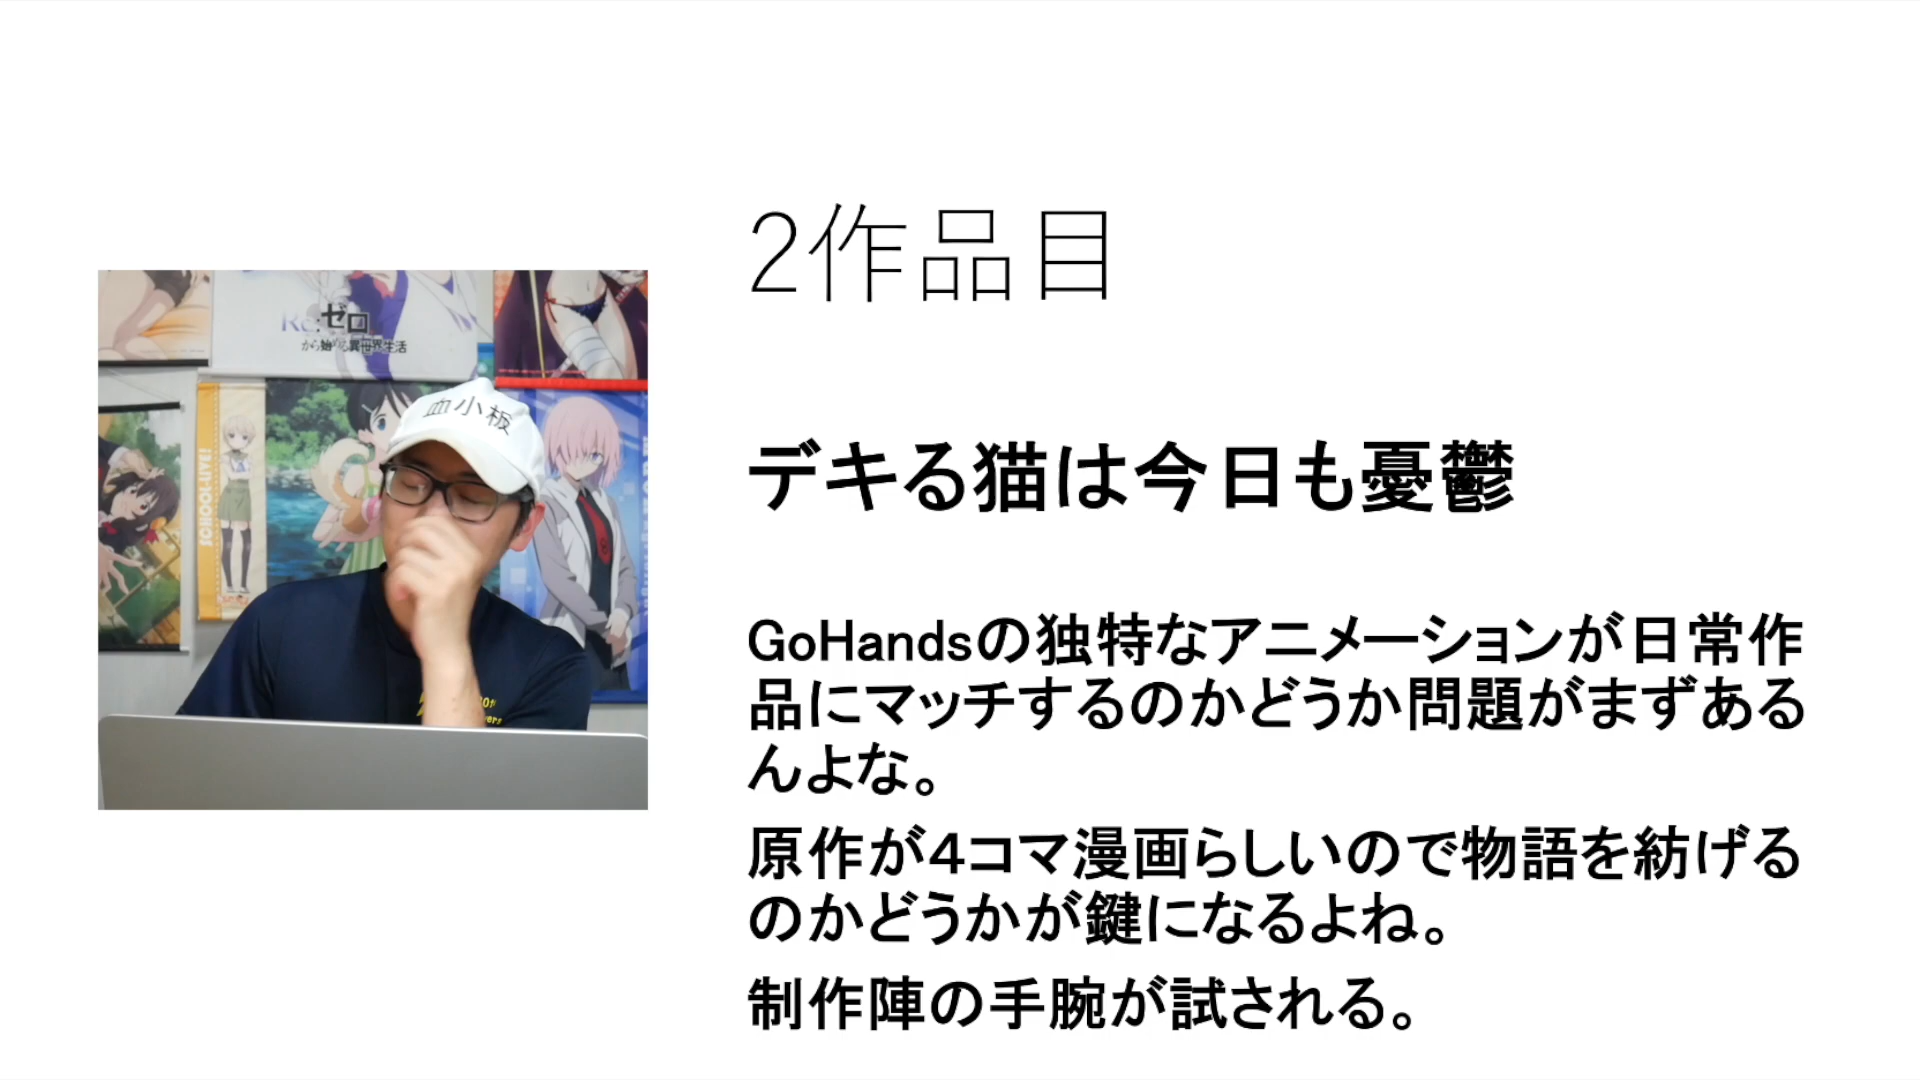 2作品目
デキる猫は今日も憂鬱
GoHandsの独特なアニメーションが日常作
品にマッチするのかどうか問題がまずある
んよな。
原作が4コマ漫画らしいので物語を紡げる
のかどうかが鍵になるよね。
制作陣の手腕が試される。
Re:ゼロ
から始める異世界生活
血小板
SCHOOL-LIVE!